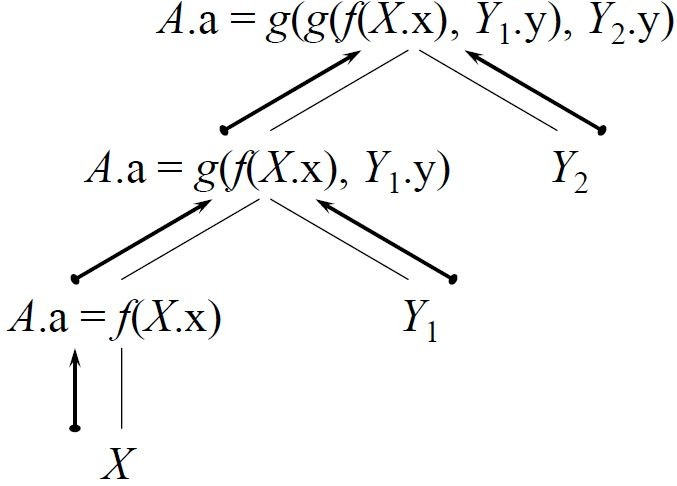 A.a = g(g(f(X.x), Y₁.y), Y₂.y)
A.a = g(f(X.x), Y₁.y) Y₂
A.a = f(X.x) Y₁
X